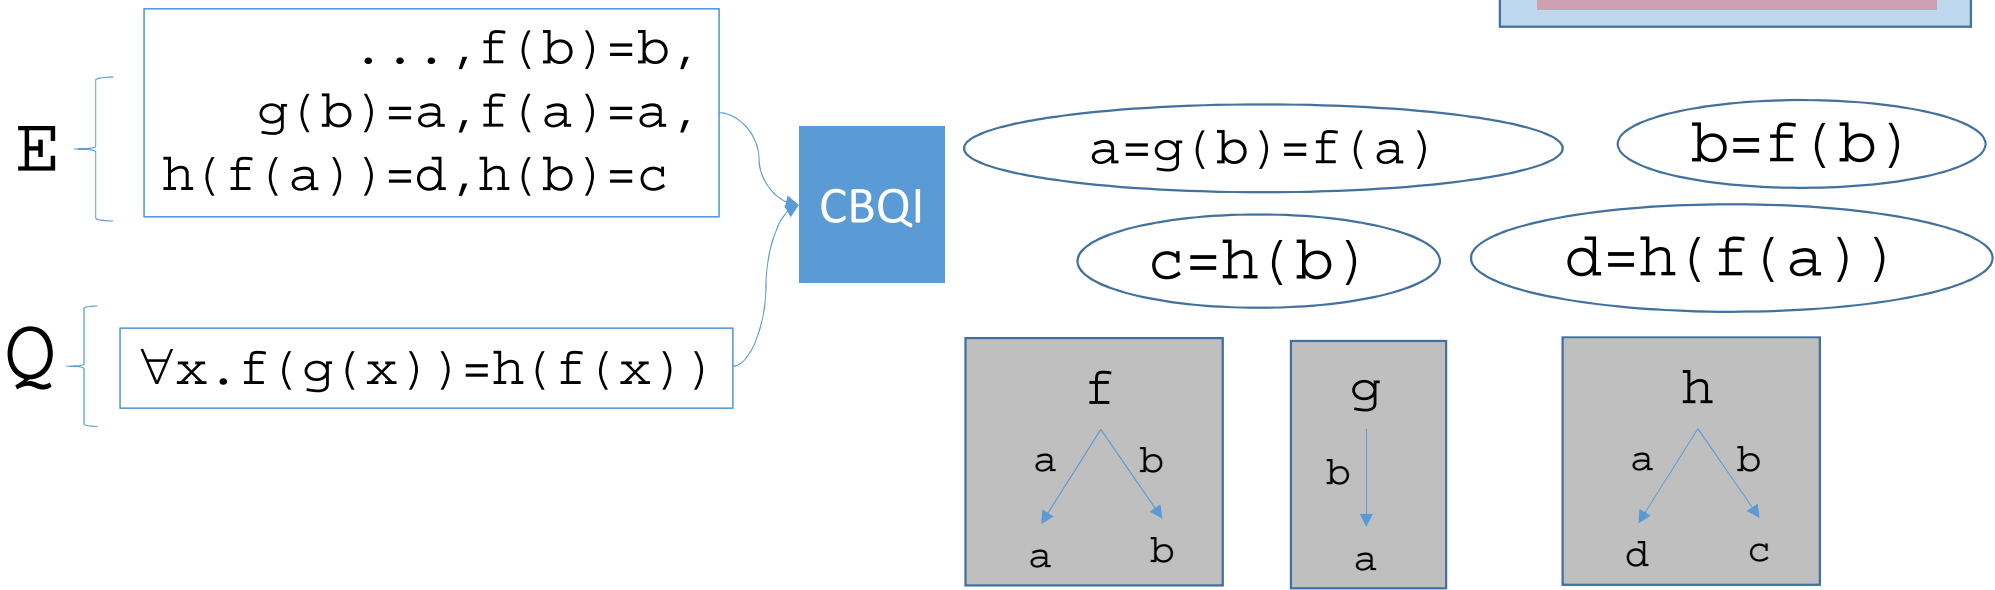 E
...,f(b)=b,
g(b)=a,f(a)=a,
h(f(a))=d,h(b)=c
Q
∀x.f(g(x))=h(f(x))
CBQI
a=g(b)=f(a)
b=f(b)
c=h(b)
d=h(f(a))
f
a b
a b
g
b
a
h
a b
d c